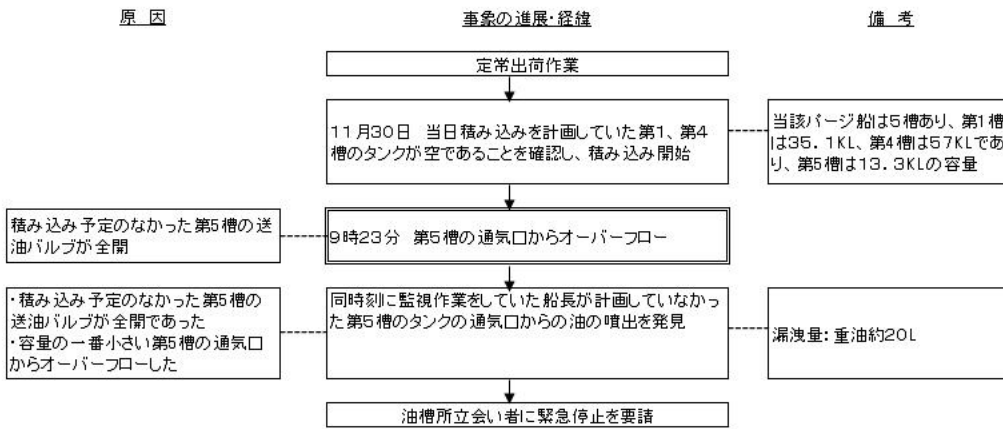 原 因
事象の進展・経緯
備 考
定常出荷作業
11月30日 当日積み込みを計画していた第1、第4
槽のタンクが空であることを確認し、積み込み開始
当該バージ船は5槽あり、第1槽
は35.1KL、第4槽は57KLであ
り、第5槽は13.3KLの容量
積み込み予定のなかった第5槽の送
油バルブが全開
9時23分 第5槽の通気口からオーバーフロー
・積み込み予定のなかった第5槽の
送油バルブが全開であった
・容量の一番小さい第5槽の通気口
からオーバーフローした
同時刻に監視作業をしていた船長が計画していなかっ
た第5槽のタンクの通気口からの油の噴出を発見
漏洩量:重油約20L
油槽所立会い者に緊急停止を要請